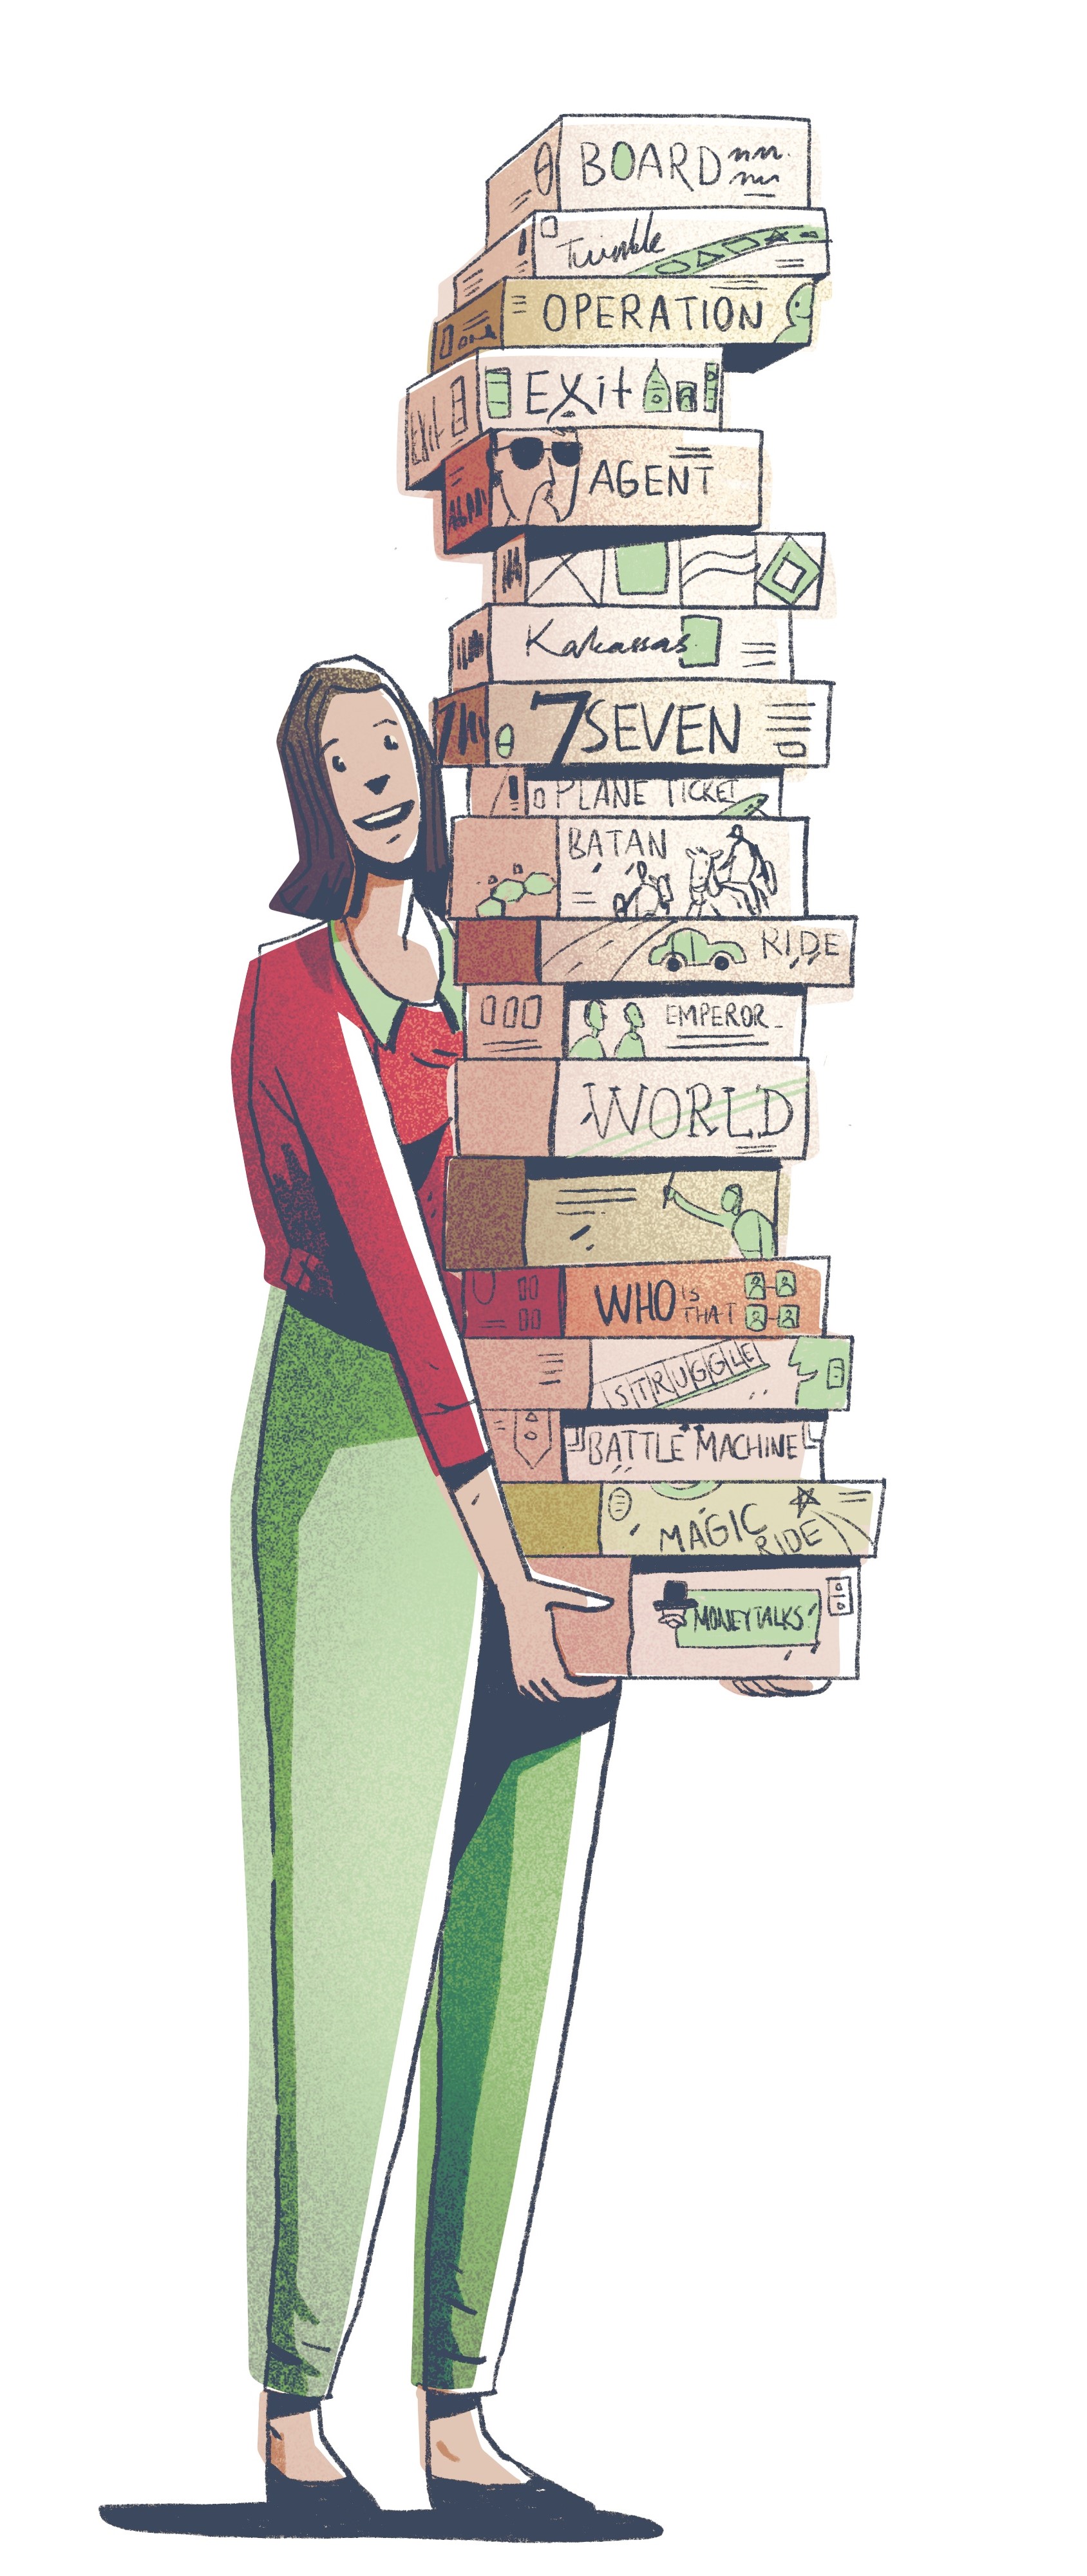 BOARD
Twinkle
OPERATION
EXit
EXiT
AGENT
Kakassas
7SEVEN
PLANE TICKET
BATAN
RIDE
EMPEROR
WORLD
WHO IS
THAT
STRUGGLE
BATTLE MACHINE
MAGIC
RIDE
MONEYTALKS